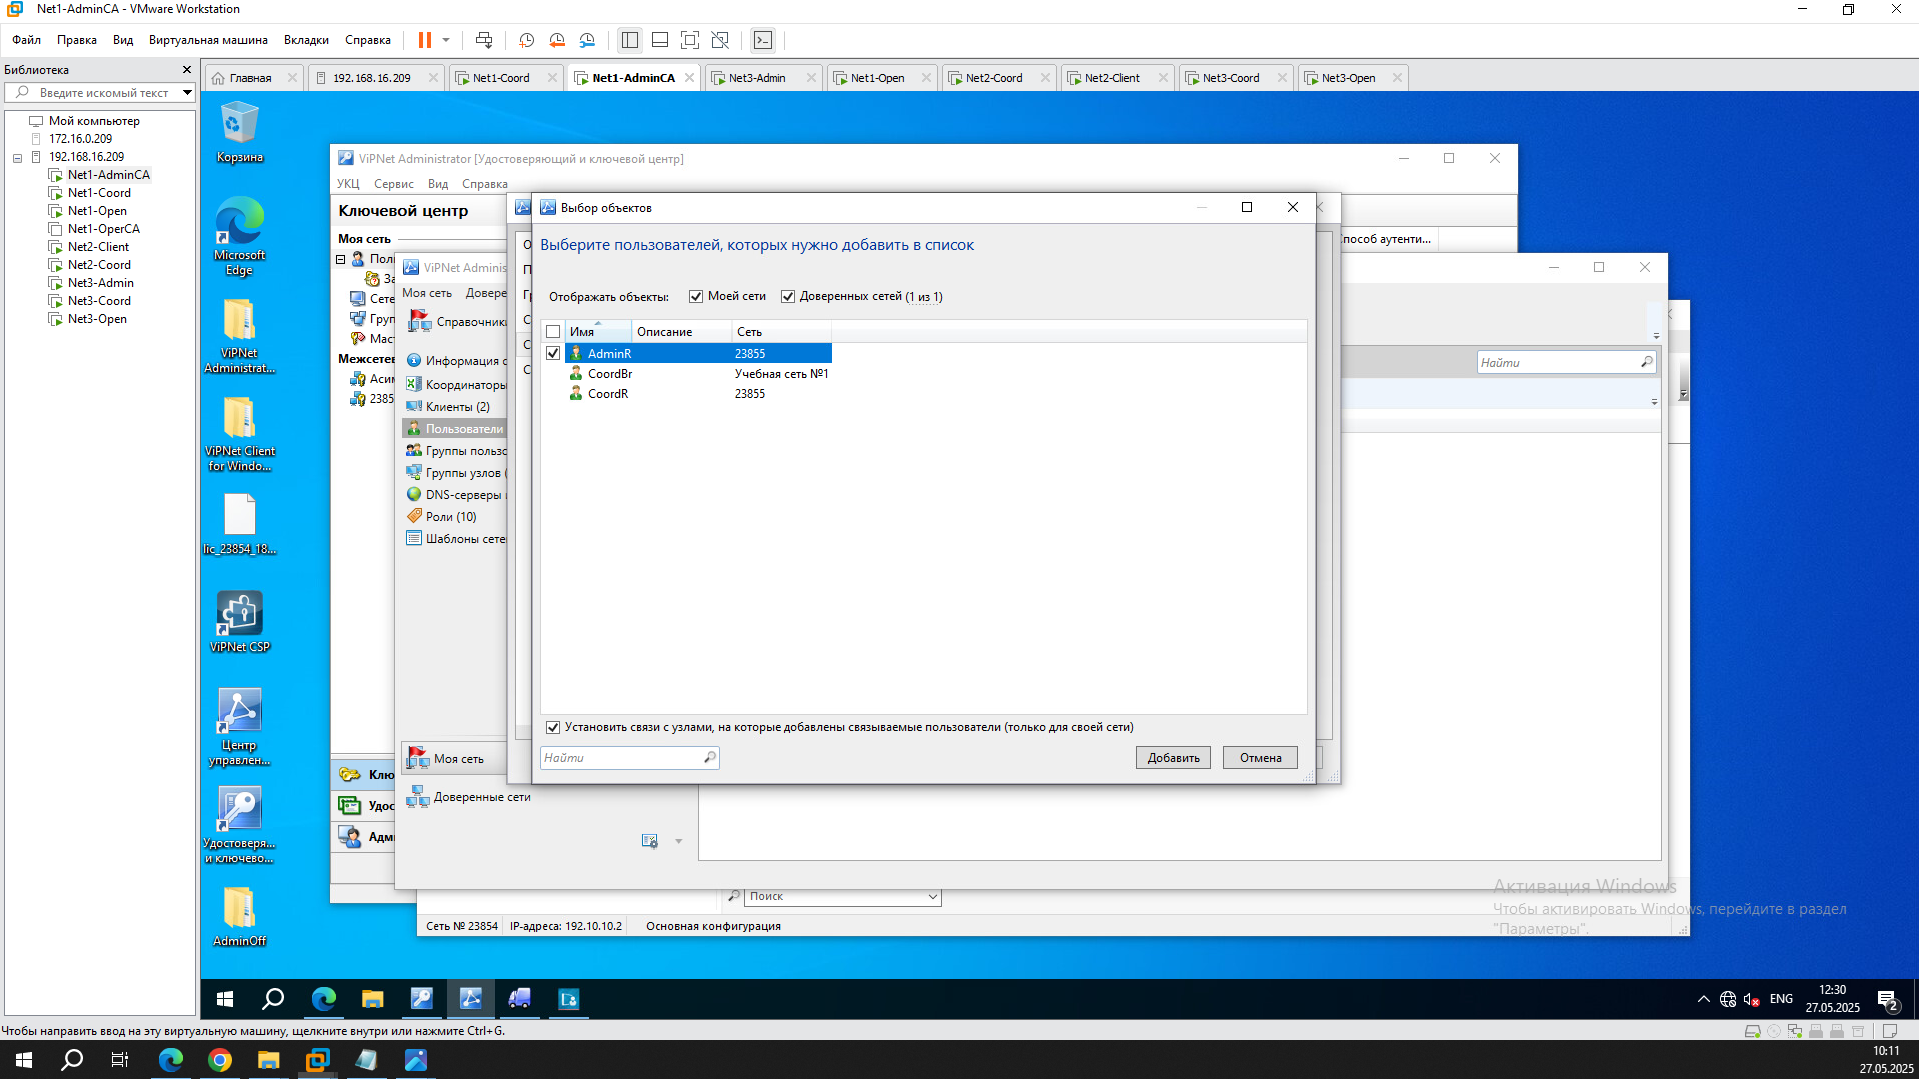 Net1-AdminCA - VMware Workstation
Файл Правка Вид Виртуальная машина Вкладки Справка
Библиотека
Введите искомый текст
Мой компьютер
172.16.0.209
192.168.16.209
Net1-AdminCA
Net1-Coord
Net1-Open
Net1-OperCA
Net2-Client
Net2-Coord
Net3-Admin
Net3-Coord
Net3-Open
Главная 192.168.16.209 Net1-Coord Net1-AdminCA Net3-Admin Net1-Open Net2-Coord Net2-Client Net3-Coord Net3-Open
Корзина
Microsoft
Edge
ViPNet
Administrat...
ViPNet Client
for Windo...
lic_23854_18...
ViPNet CSP
Центр
управлен...
Удостоверя...
и ключево...
AdminOff
ViPNet Administrator [Удостоверяющий и ключевой центр]
УКЦ Сервис Вид Справка
Ключевой центр
Моя сеть
Пол
За
Сете
Груп
Маст
Межсете
Асим
2385
Клю
Удос
Адми
способ аутенти...
ViPNet Adminis
Моя сеть Довере
Справочники
Информация о
Координаторы
Клиенты (2)
Пользователи
Группы пользо
Группы узлов (
DNS-серверы и
Роли (10)
Шаблоны сете
Моя сеть
Доверенные сети
Найти
Выбор объектов
Выберите пользователей, которых нужно добавить в список
Отображать объекты: Моей сети Доверенных сетей (1 из 1)
Имя Описание Сеть
AdminR 23855
CoordBr Учебная сеть №1
CoordR 23855
Установить связи с узлами, на которые добавлены связываемые пользователи (только для своей сети)
Найти Добавить Отмена
Поиск
Сеть № 23854 IP-адреса: 192.10.10.2 Основная конфигурация
Активация Windows
Чтобы активировать Windows, перейдите в раздел
"Параметры".
ENG 12:30
27.05.2025
2
Чтобы направить ввод на эту виртуальную машину, щелкните внутри или нажмите Ctrl+G.
10:11
27.05.2025